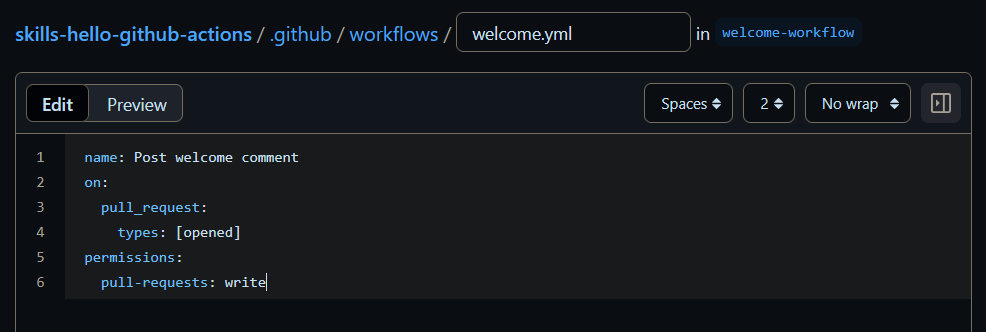 skills-hello-github-actions / .github / workflows / welcome.yml in welcome-workflow
Edit Preview Spaces 2 No wrap
1 name: Post welcome comment
2 on:
3   pull_request:
4     types: [opened]
5 permissions:
6   pull-requests: write